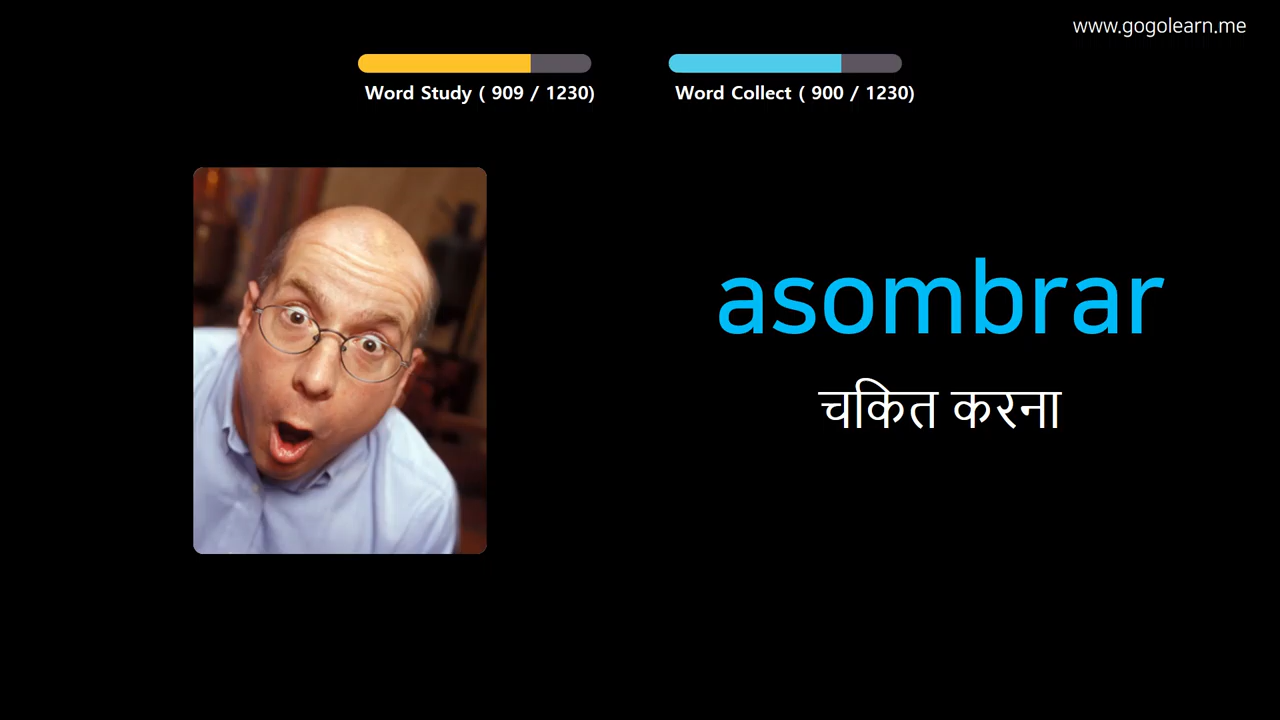 www.gogolearn.me
Word Study ( 909 / 1230)
Word Collect ( 900 / 1230)
asombrar
चकित करना